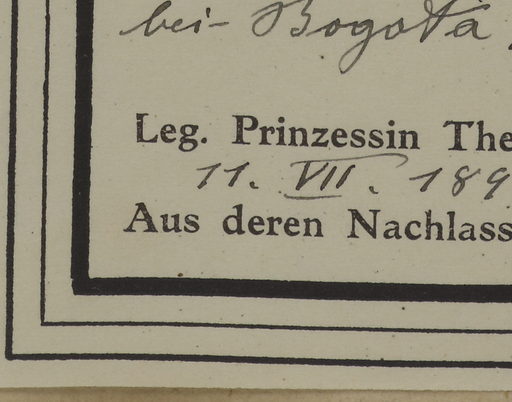 bei- Bogotá
Leg. Prinzessin The
11. VII. 189
Aus deren Nachlass